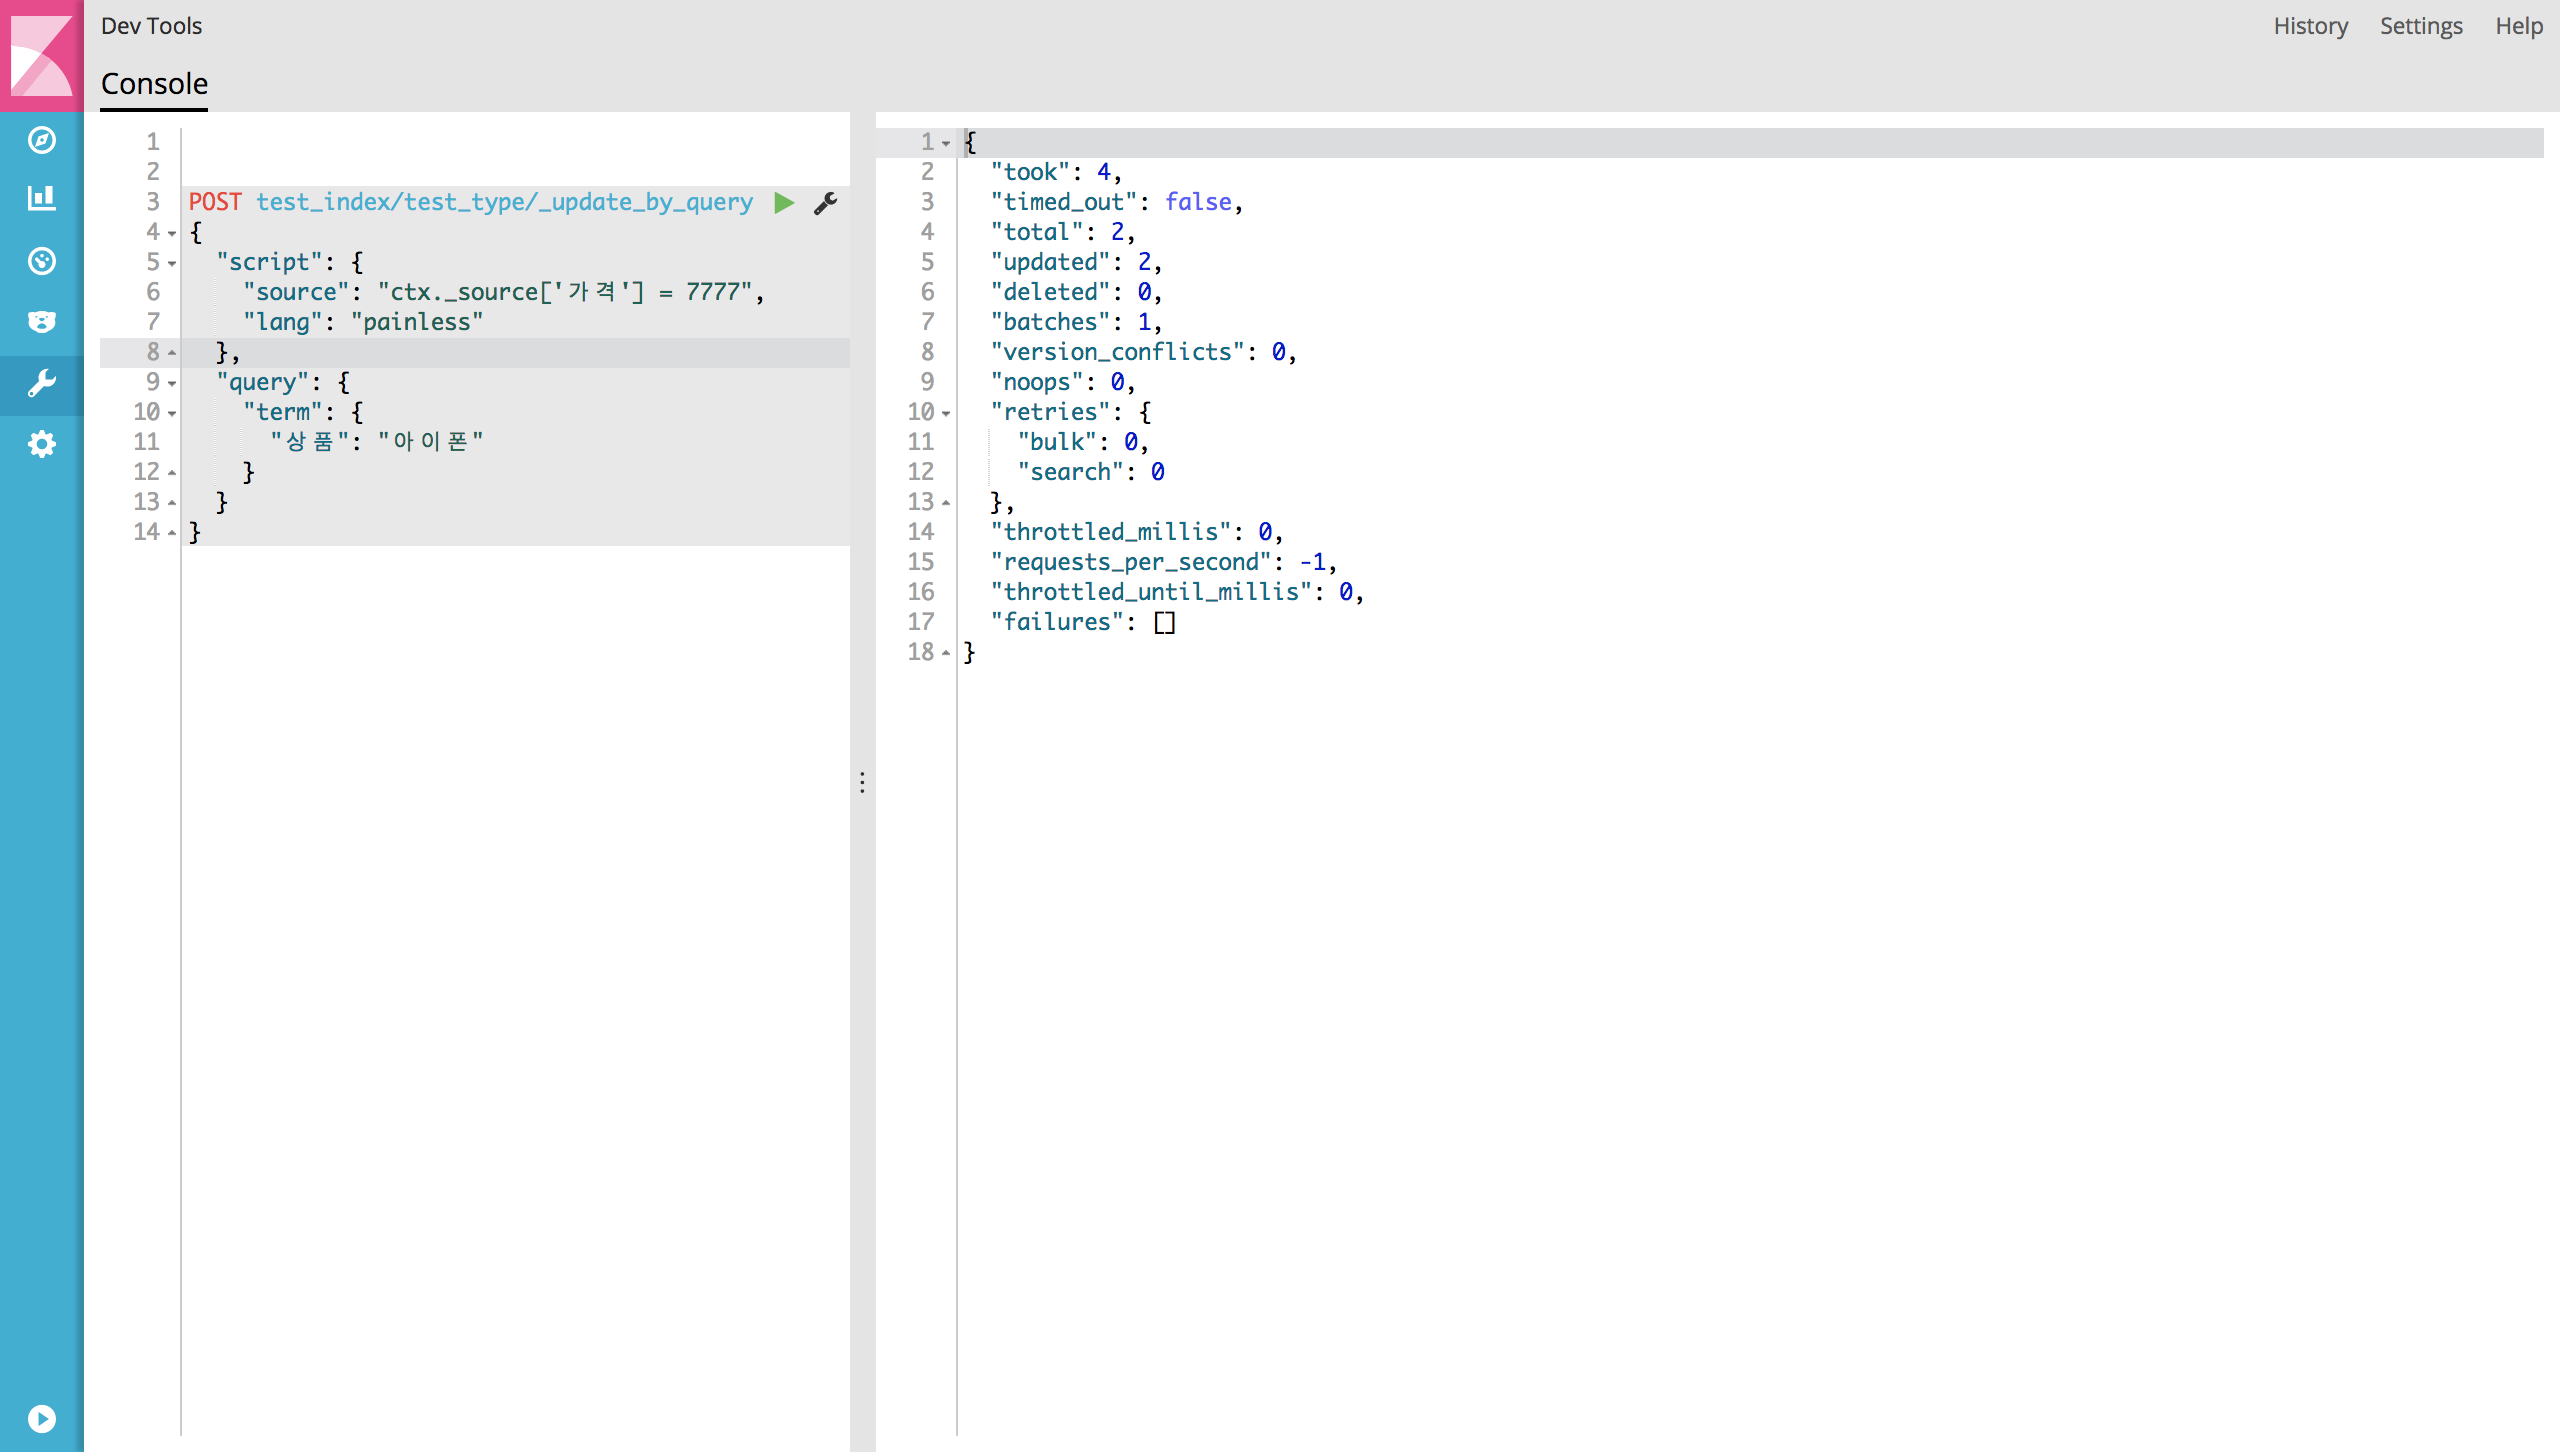 Dev Tools
History Settings Help
Console
1
2
3 POST test_index/test_type/_update_by_query
4 {
5 "script": {
6 "source": "ctx._source['가격'] = 7777",
7 "lang": "painless"
8 },
9 "query": {
10 "term": {
11 "상품": "아이폰"
12 }
13 }
14 }
1 {
2 "took": 4,
3 "timed_out": false,
4 "total": 2,
5 "updated": 2,
6 "deleted": 0,
7 "batches": 1,
8 "version_conflicts": 0,
9 "noops": 0,
10 "retries": {
11 "bulk": 0,
12 "search": 0
13 },
14 "throttled_millis": 0,
15 "requests_per_second": -1,
16 "throttled_until_millis": 0,
17 "failures": []
18 }